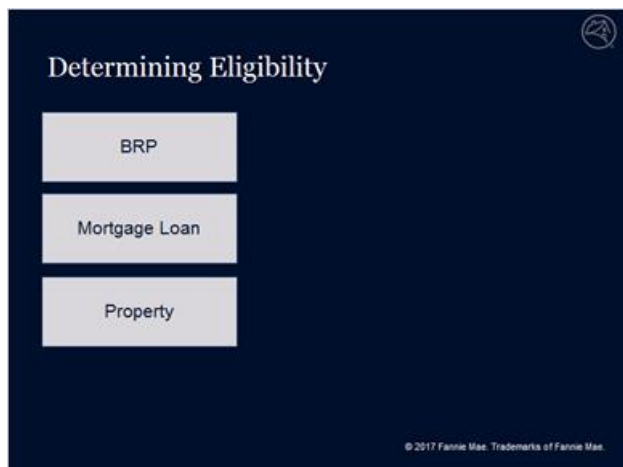 Determining Eligibility
BRP
Mortgage Loan
Property
© 2017 Fannie Mae. Trademarks of Fannie Mae.